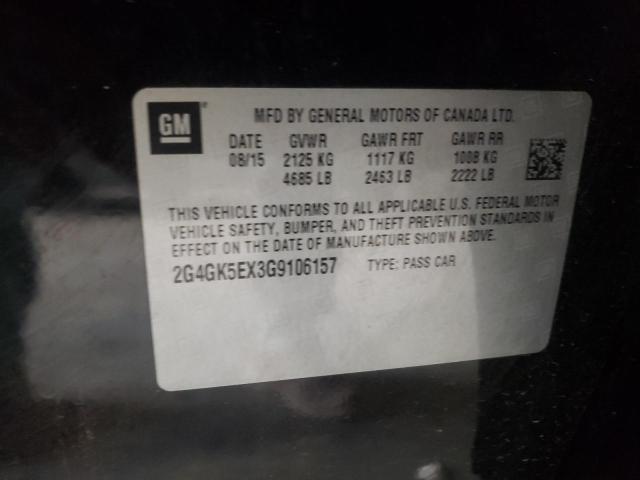 GM
MFD BY GENERAL MOTORS OF CANADA LTD.
DATE GVWR GAWR FRT GAWR RR
08/15 2125 KG 1117 KG 1008 KG
4685 LB 2463 LB 2222 LB
THIS VEHICLE CONFORMS TO ALL APPLICABLE U.S. FEDERAL MOTOR
VEHICLE SAFETY, BUMPER, AND THEFT PREVENTION STANDARDS IN
EFFECT ON THE DATE OF MANUFACTURE SHOWN ABOVE.
2G4GK5EX3G9106157 TYPE: PASS CAR